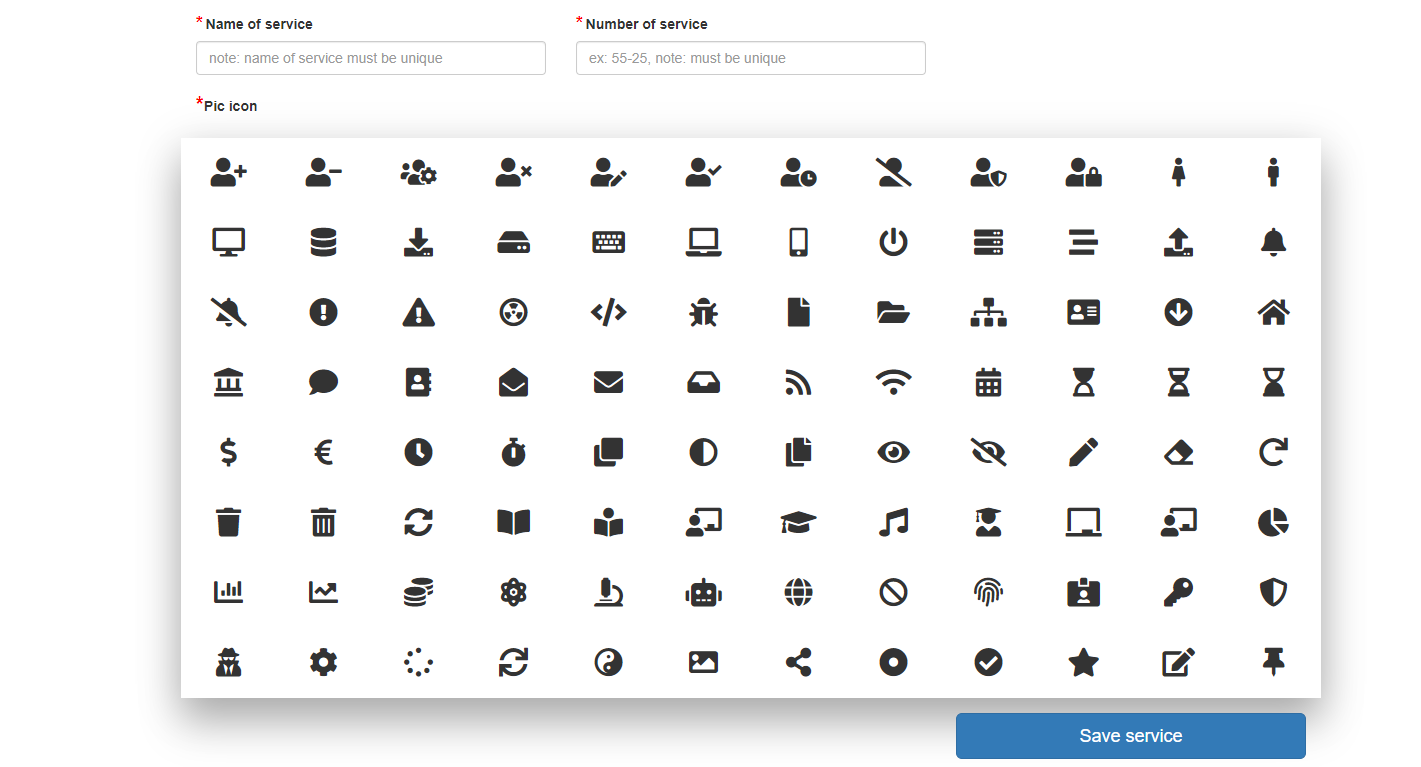 * Name of service
* Number of service
note: name of service must be unique
ex: 55-25, note: must be unique
*Pic icon
Save service